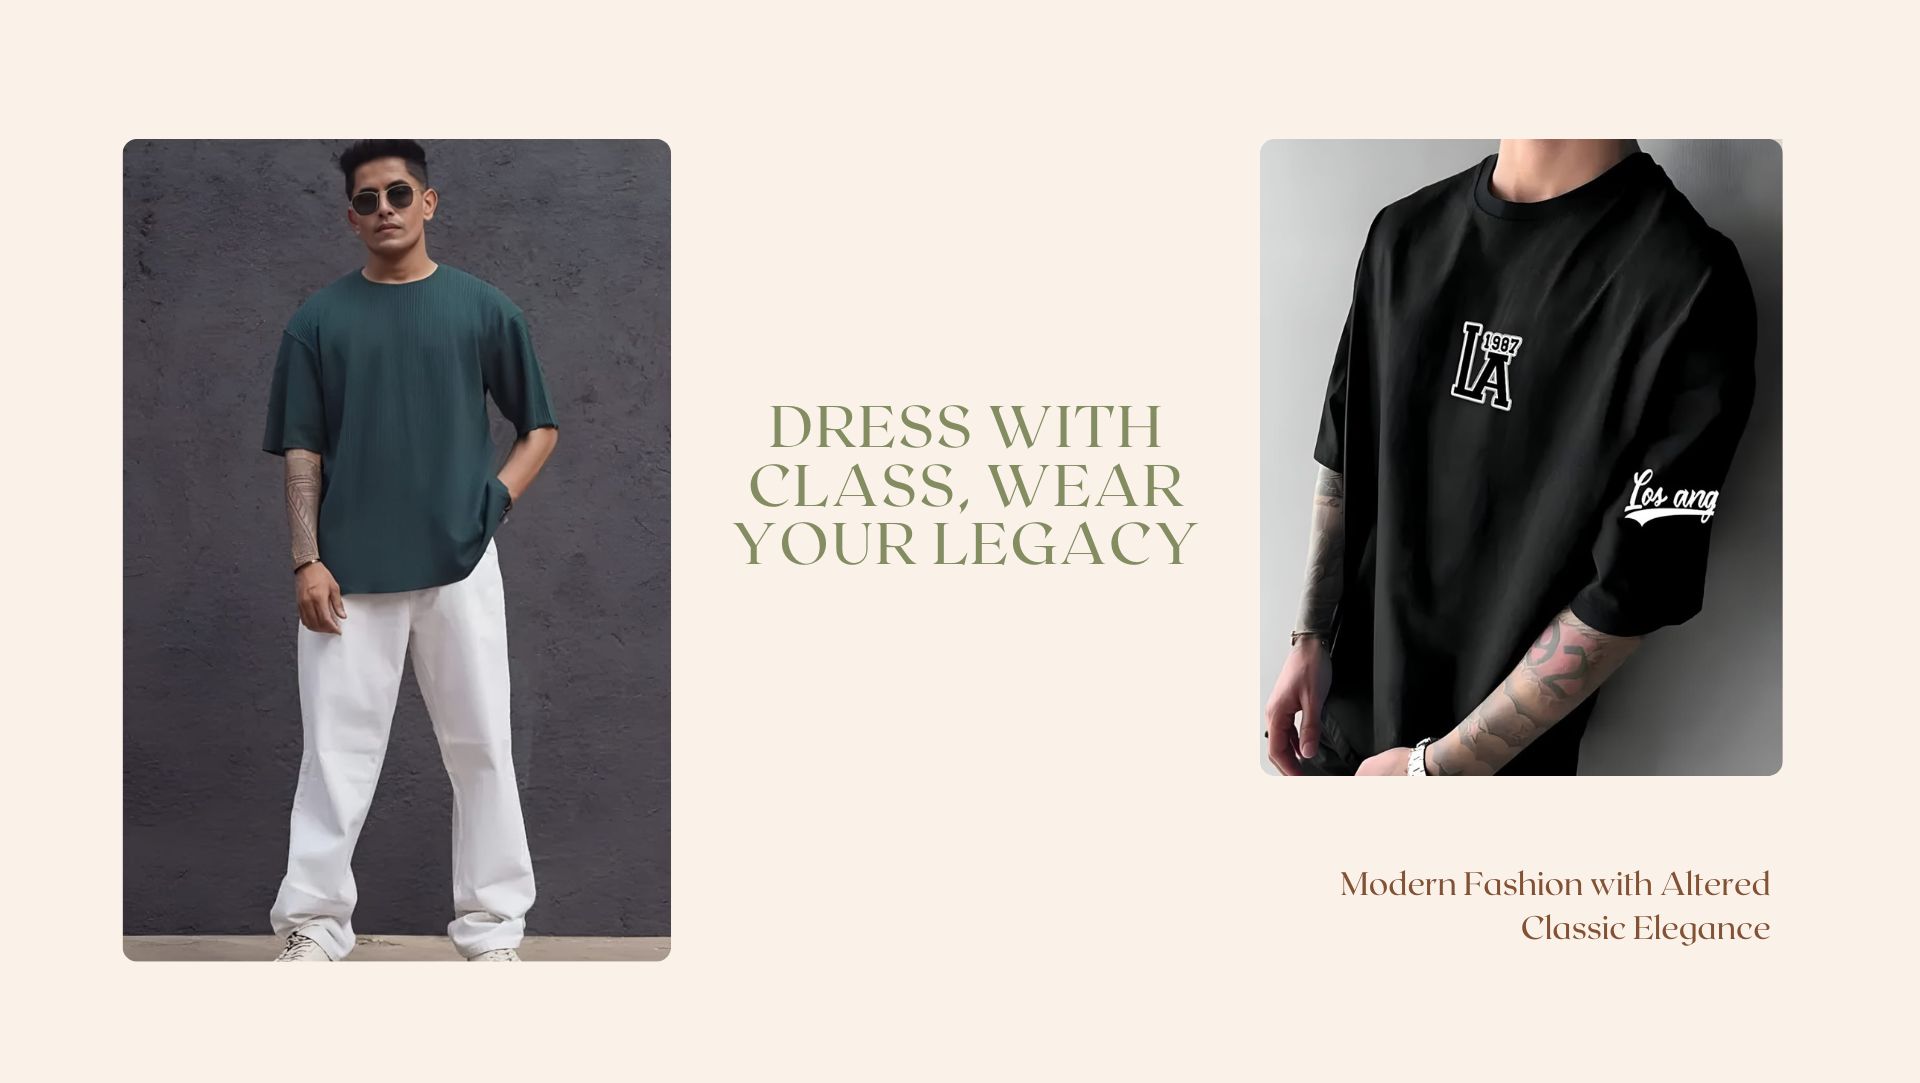 DRESS WITH
CLASS, WEAR
YOUR LEGACY
1987
LA
Los ang
Modern Fashion with Altered
Classic Elegance